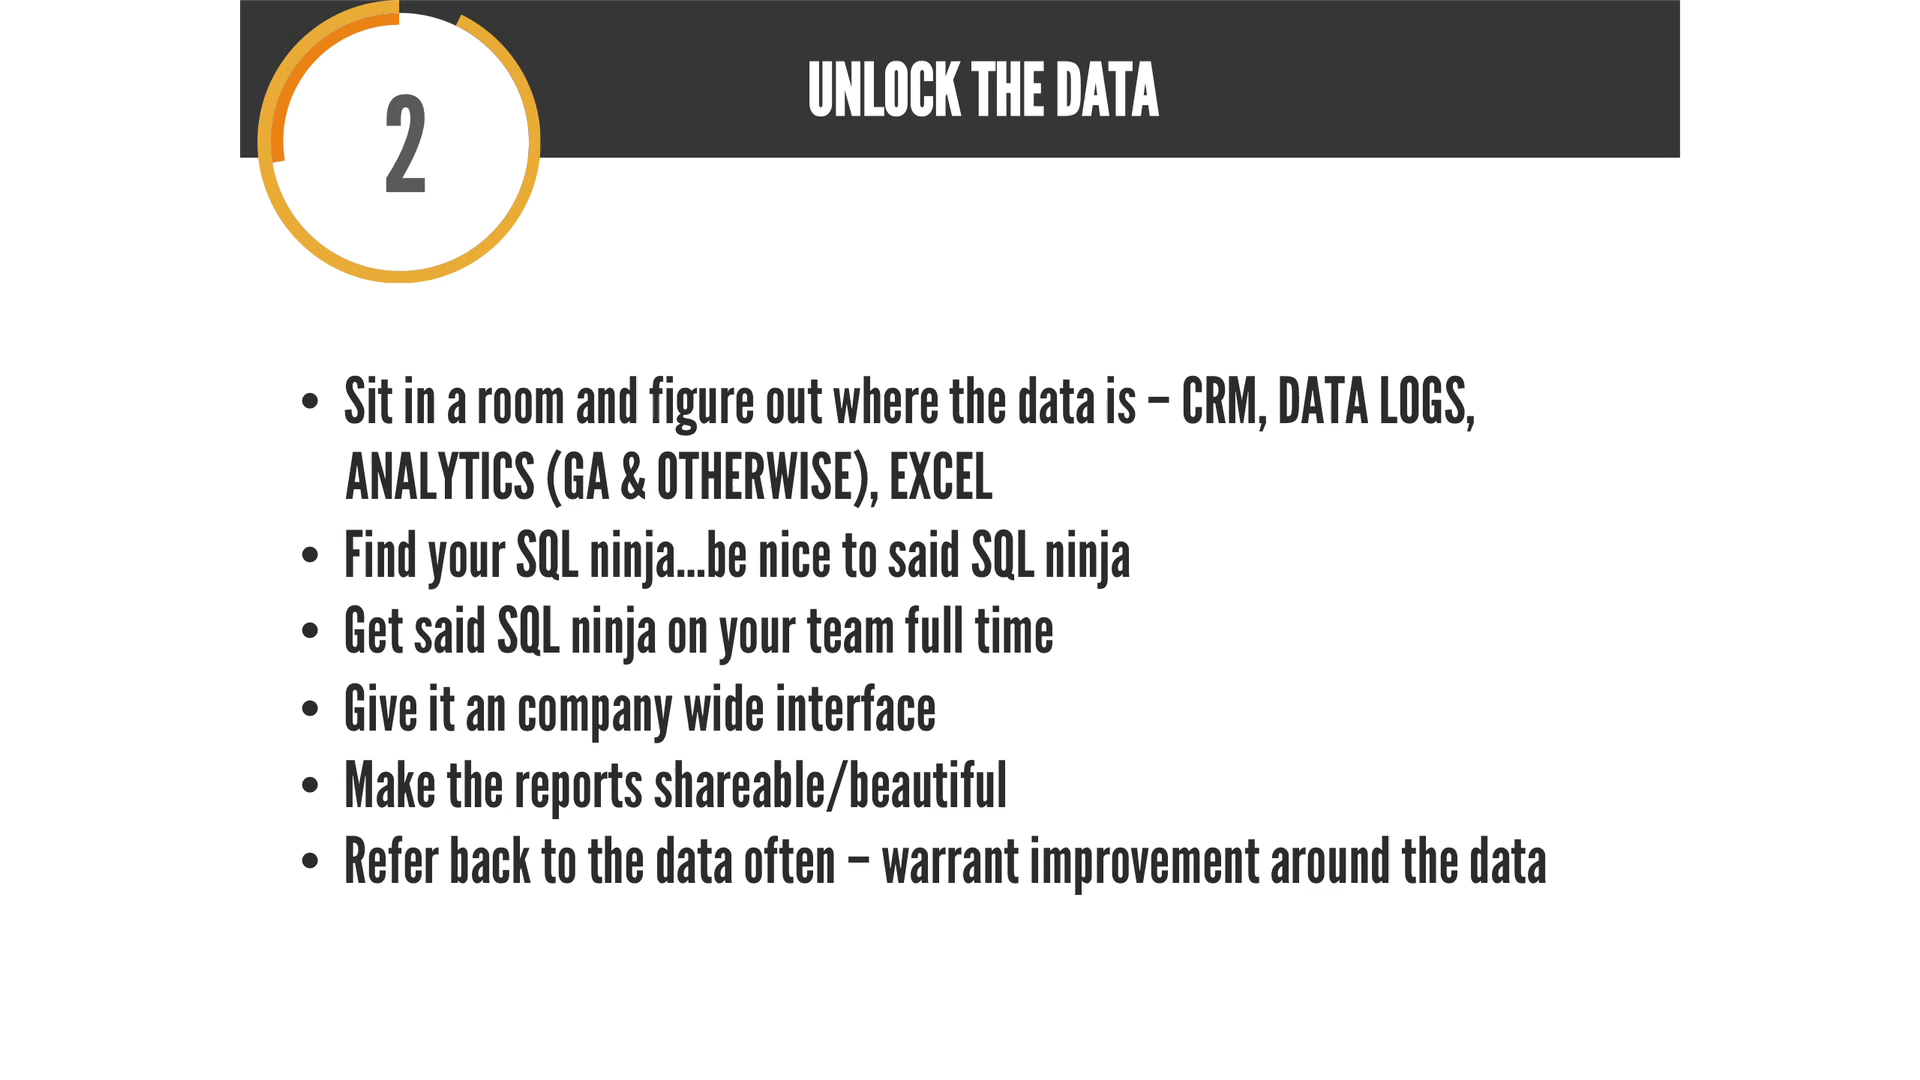 2
UNLOCK THE DATA
• Sit in a room and figure out where the data is – CRM, DATA LOGS,
ANALYTICS (GA & OTHERWISE), EXCEL
• Find your SQL ninja...be nice to said SQL ninja
• Get said SQL ninja on your team full time
• Give it an company wide interface
• Make the reports shareable/beautiful
• Refer back to the data often – warrant improvement around the data